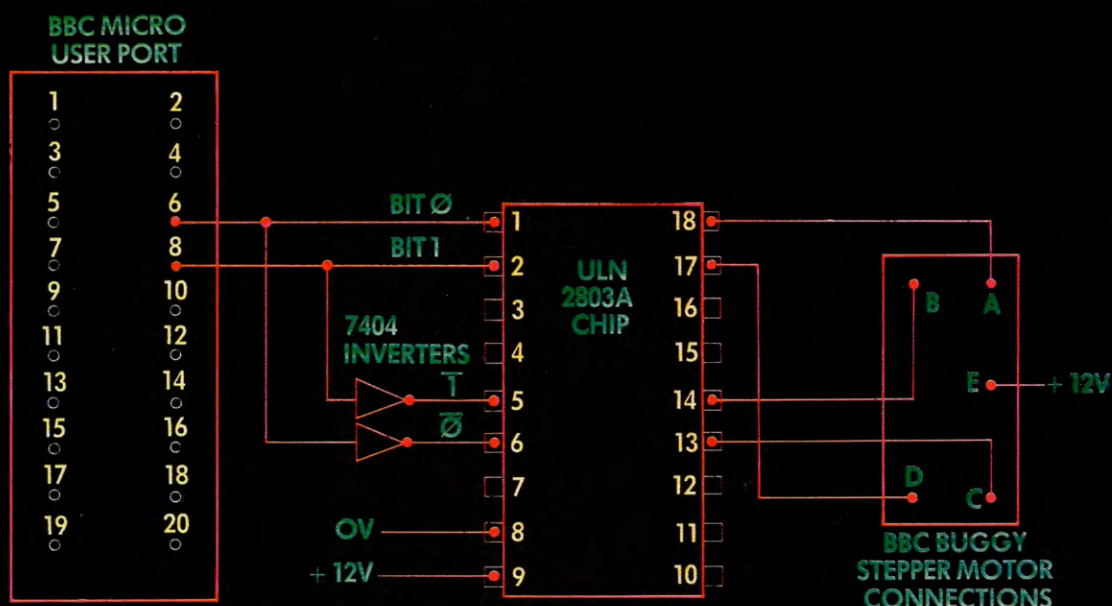 BBC MICRO
USER PORT
1 2
3 4
5 6
7 8
9 10
11 12
13 14
15 16
17 18
19 20
BIT Ø
BIT 1
7404
INVERTERS
1̅
Ø̅
0V
+ 12V
1 18
2 17
3 16
4 15
5 14
6 13
7 12
8 11
9 10
ULN
2803A
CHIP
B A
E + 12V
D C
BBC BUGGY
STEPPER MOTOR
CONNECTIONS